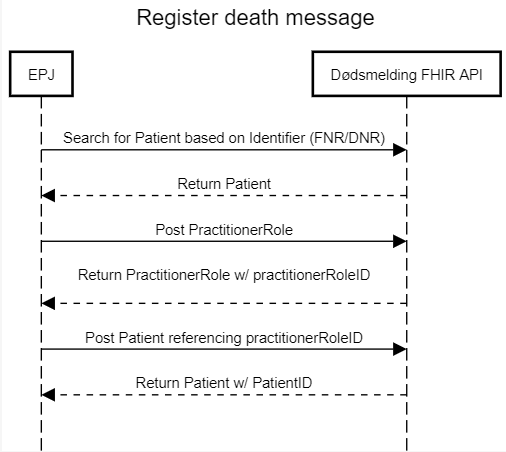 Register death message
EPJ
Dødsmelding FHIR API
Search for Patient based on Identifier (FNR/DNR)
Return Patient
Post PractitionerRole
Return PractitionerRole w/ practitionerRoleID
Post Patient referencing practitionerRoleID
Return Patient w/ PatientID